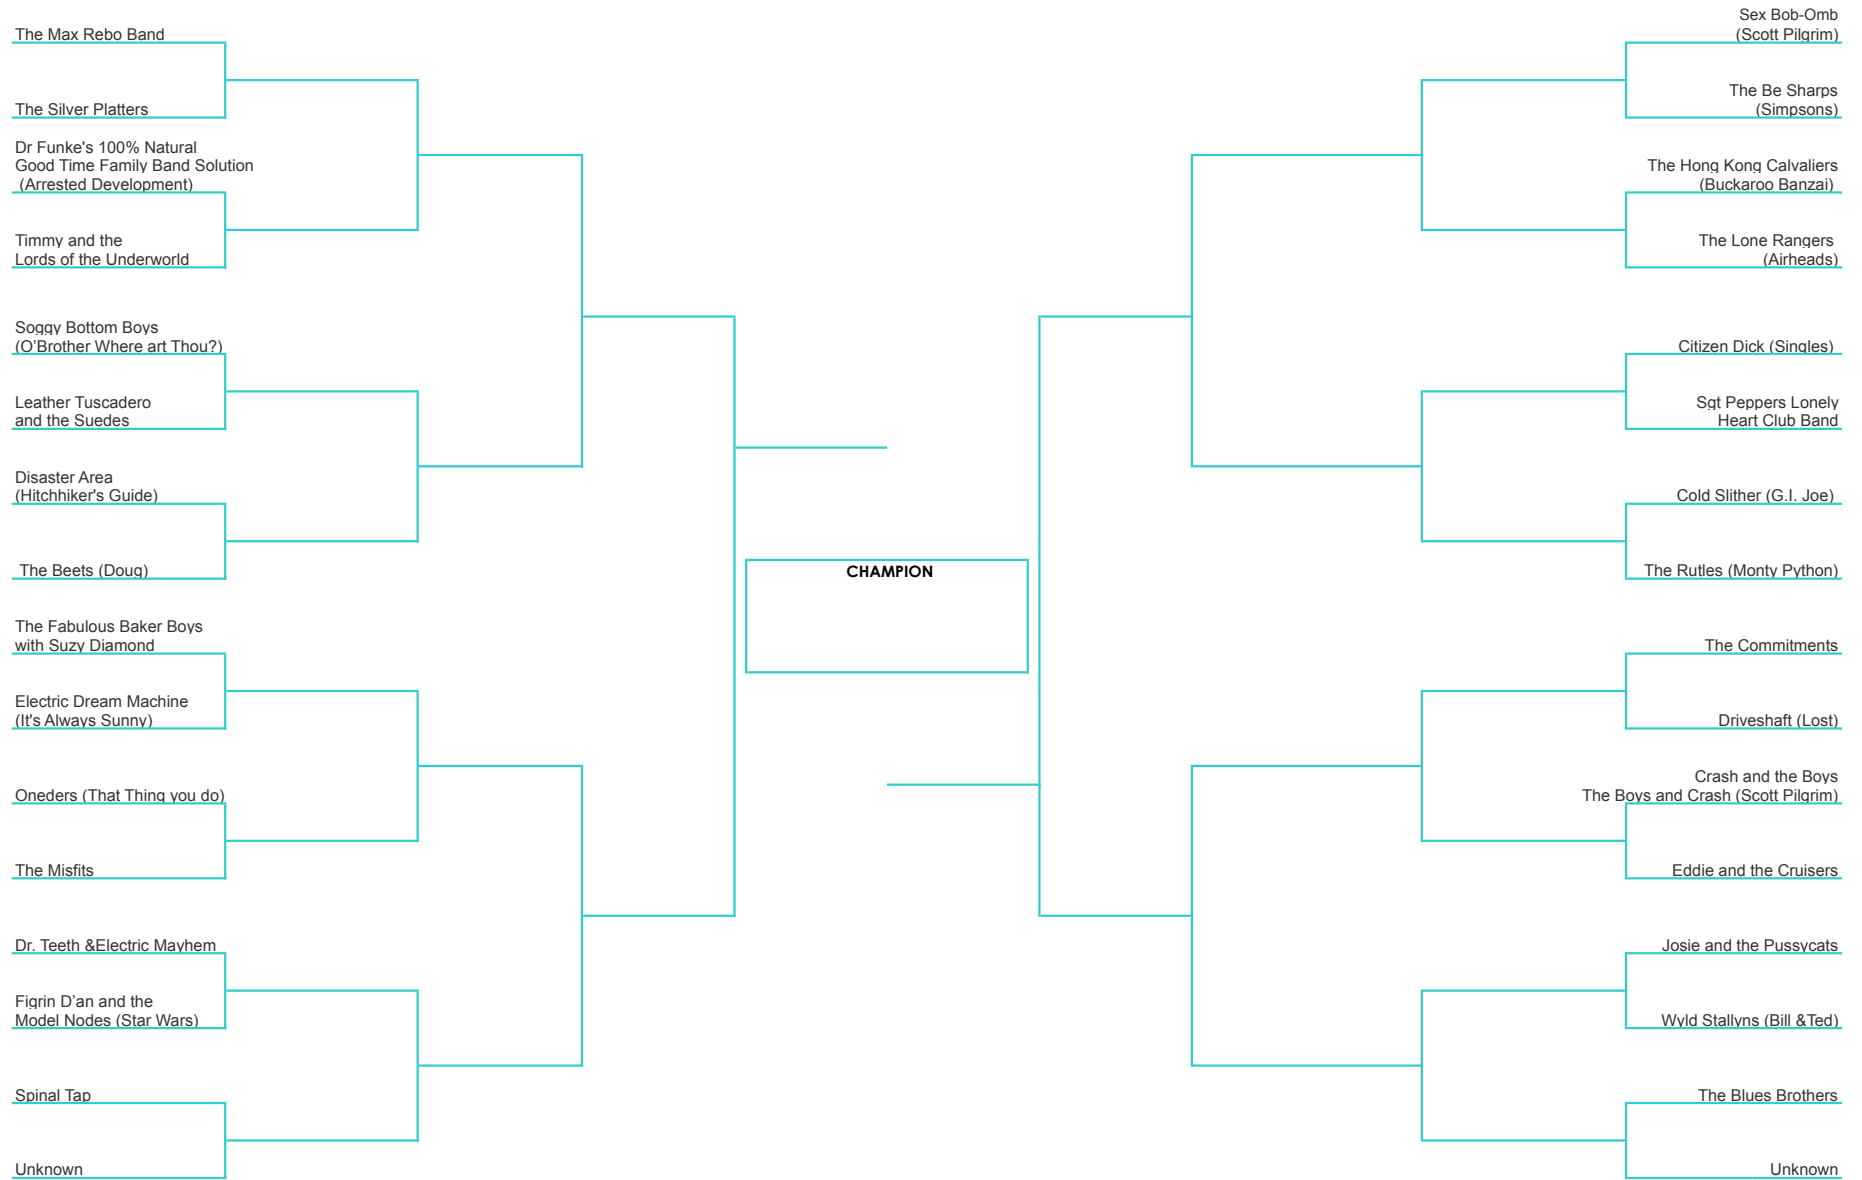 The Max Rebo Band
The Silver Platters
Dr Funke's 100% Natural
Good Time Family Band Solution
(Arrested Development)
Timmy and the
Lords of the Underworld
Soggy Bottom Boys
(O’Brother Where art Thou?)
Leather Tuscadero
and the Suedes
Disaster Area
(Hitchhiker's Guide)
The Beets (Doug)
The Fabulous Baker Boys
with Suzy Diamond
Electric Dream Machine
(It's Always Sunny)
Oneders (That Thing you do)
The Misfits
Dr. Teeth &Electric Mayhem
Figrin D’an and the
Model Nodes (Star Wars)
Spinal Tap
Unknown
CHAMPION
Sex Bob-Omb
(Scott Pilgrim)
The Be Sharps
(Simpsons)
The Hong Kong Calvaliers
(Buckaroo Banzai)
The Lone Rangers
(Airheads)
Citizen Dick (Singles)
Sgt Peppers Lonely
Heart Club Band
Cold Slither (G.I. Joe)
The Rutles (Monty Python)
The Commitments
Driveshaft (Lost)
Crash and the Boys
The Boys and Crash (Scott Pilgrim)
Eddie and the Cruisers
Josie and the Pussycats
Wyld Stallyns (Bill &Ted)
The Blues Brothers
Unknown